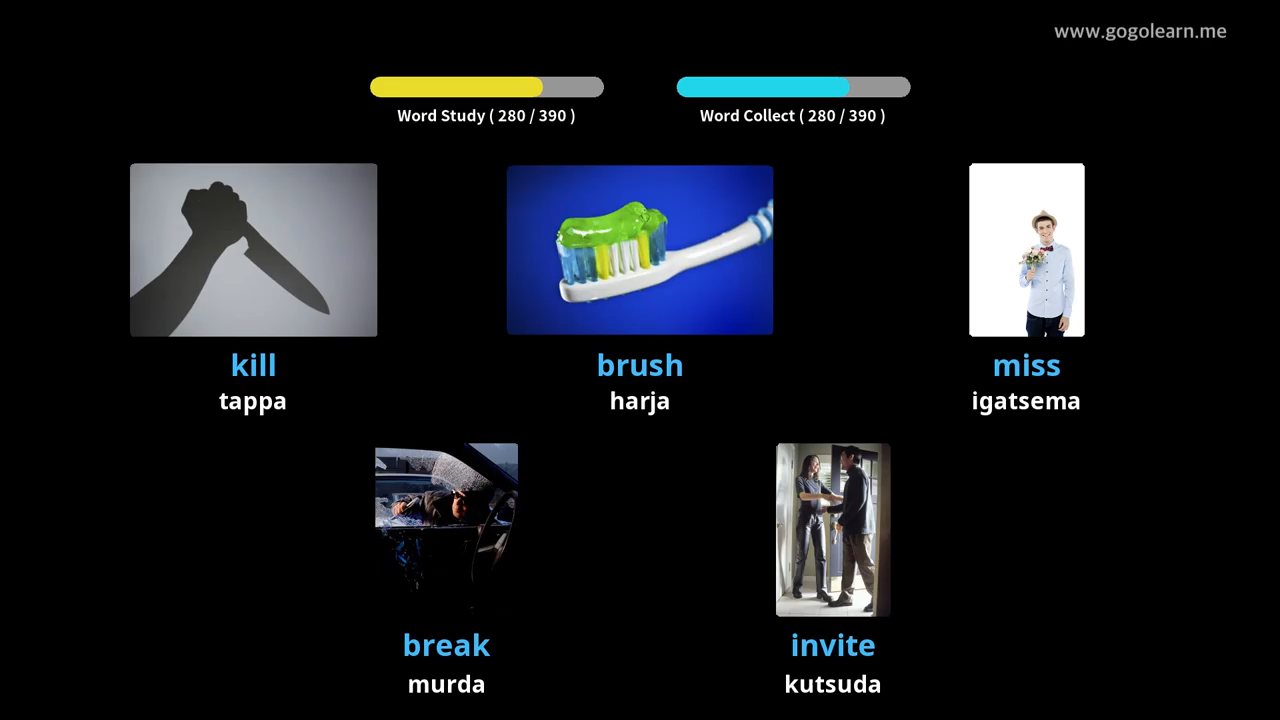 www.gogolearn.me
Word Study ( 280 / 390 )
Word Collect ( 280 / 390 )
kill
tappa
brush
harja
miss
igatsema
break
murda
invite
kutsuda